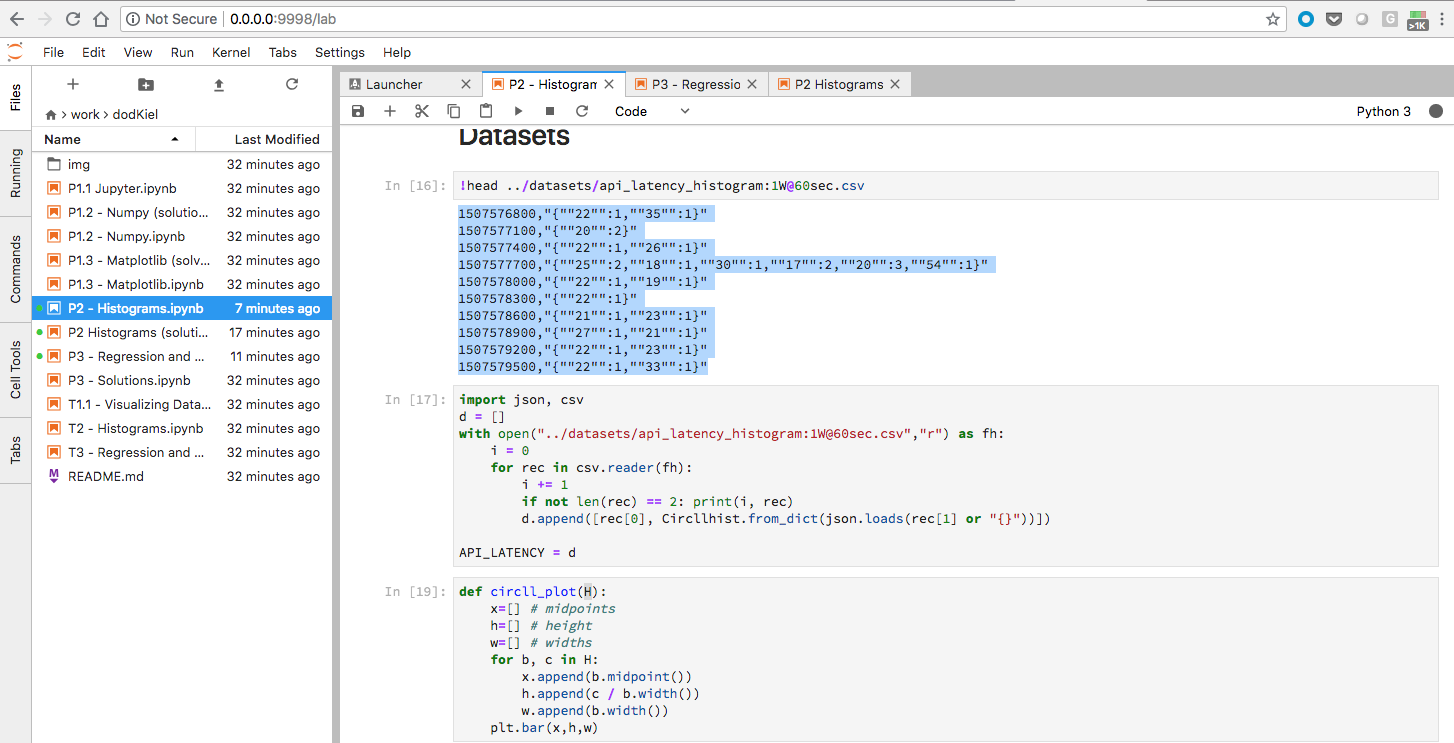 Not Secure
0.0.0.0:9998/lab
G
>1K
File Edit View Run Kernel Tabs Settings Help
Files
Running
Commands
Cell Tools
Tabs
work > dodKiel
Name Last Modified
img 32 minutes ago
P1.1 Jupyter.ipynb 32 minutes ago
P1.2 - Numpy (solutio... 32 minutes ago
P1.2 - Numpy.ipynb 32 minutes ago
P1.3 - Matplotlib (solv... 32 minutes ago
P1.3 - Matplotlib.ipynb 32 minutes ago
P2 - Histograms.ipynb 7 minutes ago
P2 Histograms (soluti... 17 minutes ago
P3 - Regression and ... 11 minutes ago
P3 - Solutions.ipynb 32 minutes ago
T1.1 - Visualizing Data... 32 minutes ago
T2 - Histograms.ipynb 32 minutes ago
T3 - Regression and ... 32 minutes ago
M README.md 32 minutes ago
Launcher
P2 - Histogram
P3 - Regressio
P2 Histograms
Code
Python 3
Datasets
In [16]: !head ../datasets/api_latency_histogram:1W@60sec.csv
1507576800,"{""22"":1,""35"":1}"
1507577100,"{""20"":2}"
1507577400,"{""22"":1,""26"":1}"
1507577700,"{""25"":2,""18"":1,""30"":1,""17"":2,""20"":3,""54"":1}"
1507578000,"{""22"":1,""19"":1}"
1507578300,"{""22"":1}"
1507578600,"{""21"":1,""23"":1}"
1507578900,"{""27"":1,""21"":1}"
1507579200,"{""22"":1,""23"":1}"
1507579500,"{""22"":1,""33"":1}"
In [17]: import json, csv
d = []
with open("../datasets/api_latency_histogram:1W@60sec.csv","r") as fh:
    i = 0
    for rec in csv.reader(fh):
        i += 1
        if not len(rec) == 2: print(i, rec)
        d.append([rec[0], Circllhist.from_dict(json.loads(rec[1] or "{}"))])
API_LATENCY = d
In [19]: def circll_plot(H):
    x=[] # midpoints
    h=[] # height
    w=[] # widths
    for b, c in H:
        x.append(b.midpoint())
        h.append(c / b.width())
        w.append(b.width())
    plt.bar(x,h,w)